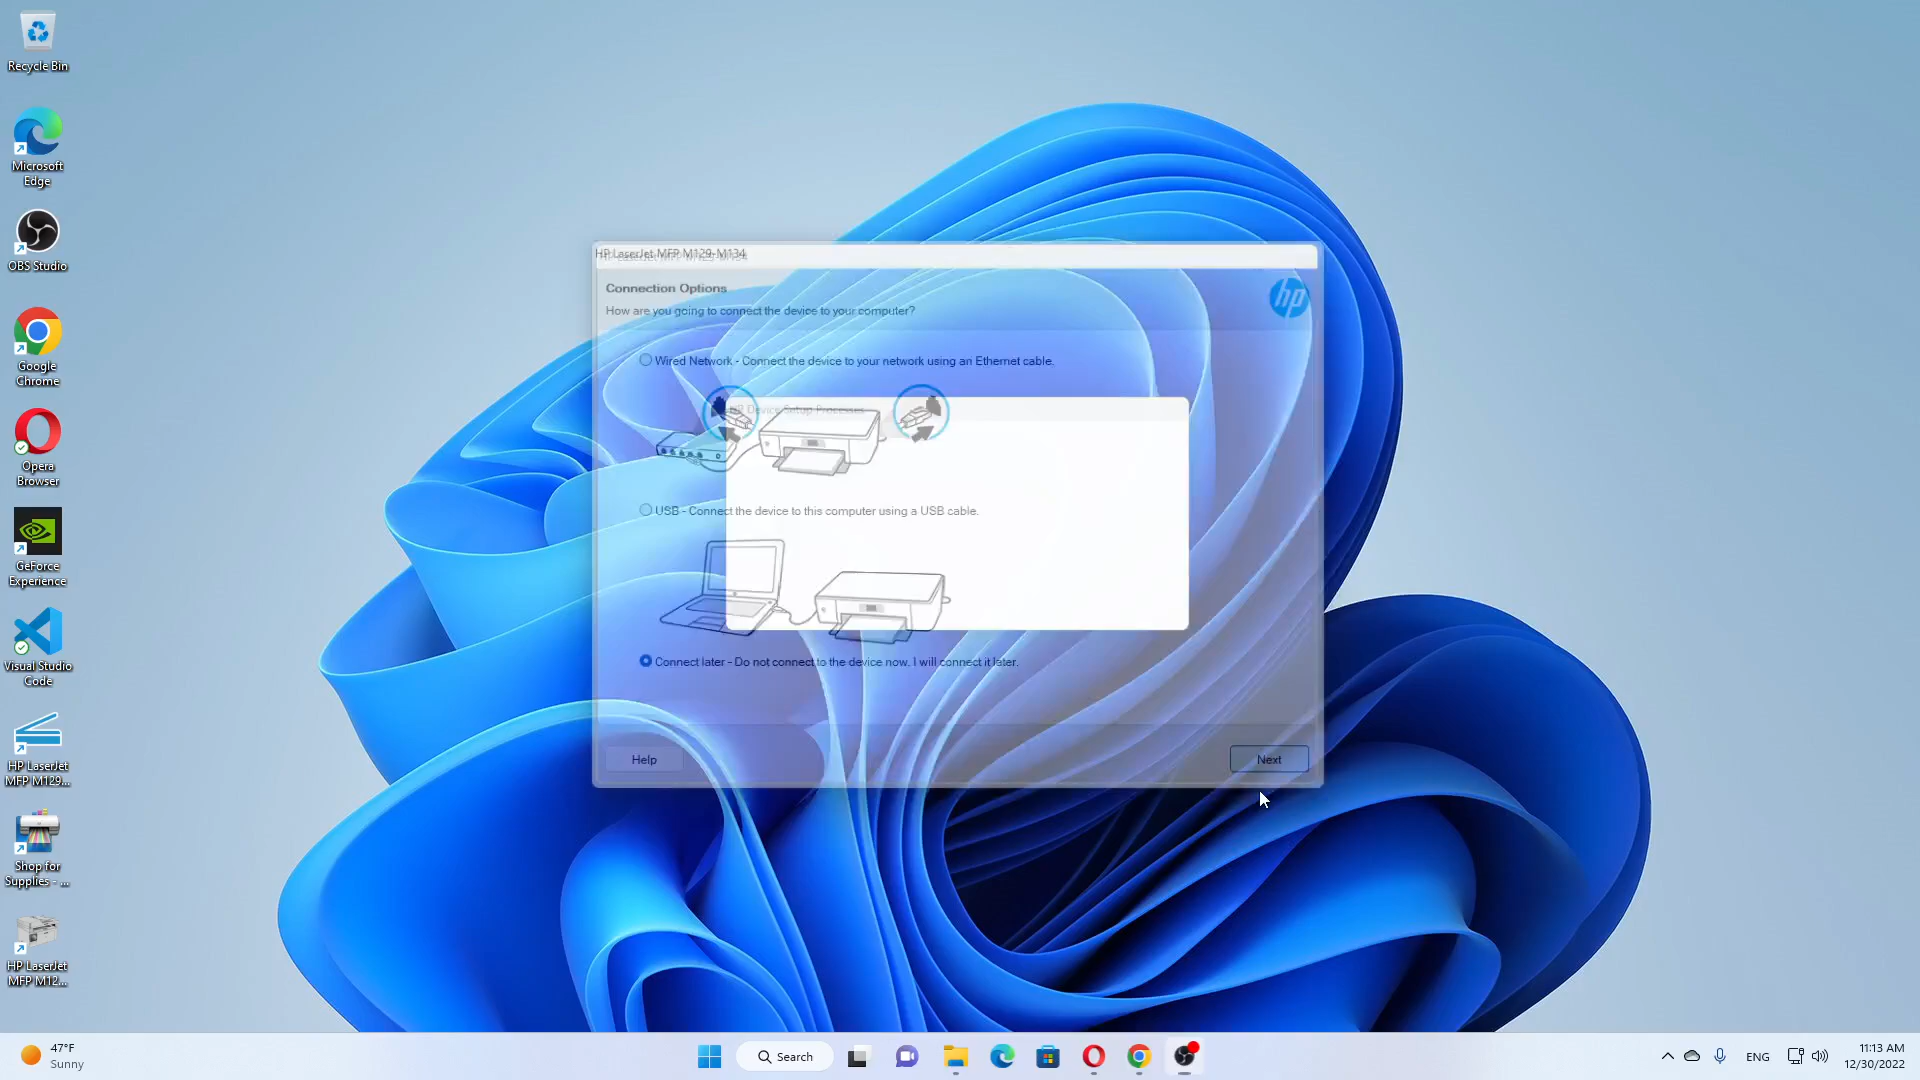 Recycle Bin
Microsoft
Edge
OBS Studio
Google
Chrome
Opera
Browser
GeForce
Experience
Visual Studio
Code
HP LaserJet
MFP M129...
Shop for
Supplies - ...
HP LaserJet
MFP M12...
HP LaserJet MFP M129-M134
Connection Options
How are you going to connect the device to your computer?
hp
Wired Network - Connect the device to your network using an Ethernet cable.
HP Device Setup Processes
USB - Connect the device to this computer using a USB cable.
Connect later - Do not connect to the device now. I will connect it later.
Help
Next
47°F
Sunny
Search
ENG
11:13 AM
12/30/2022